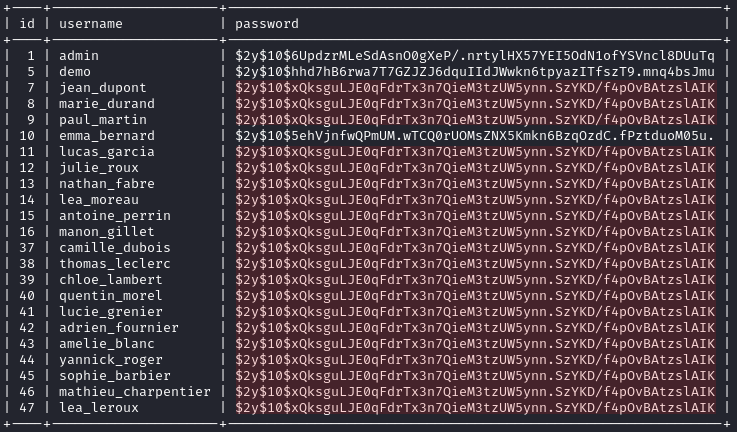 +----+---------------------+--------------------------------------------------------------+
| id | username | password |
+----+---------------------+--------------------------------------------------------------+
| 1 | admin | $2y$10$6UpdzrMLeSdAsnO0gXeP/.nrtylHX57YEI5OdN1ofYSVncl8DUuTq
| 5 | demo | $2y$10$hhd7hB6rwa7T7GZJZJ6dquIIdJWwkn6tpyazITfszT9.mnq4bsJmu
| 7 | jean_dupont | $2y$10$xQksguLJE0qFdrTx3n7QieM3tzUW5ynn.SzYKD/f4pOvBAtzslAIK
| 8 | marie_durand | $2y$10$xQksguLJE0qFdrTx3n7QieM3tzUW5ynn.SzYKD/f4pOvBAtzslAIK
| 9 | paul_martin | $2y$10$xQksguLJE0qFdrTx3n7QieM3tzUW5ynn.SzYKD/f4pOvBAtzslAIK
| 10 | emma_bernard | $2y$10$5ehVjnfwQPmUM.wTCQ0rUOMsZNX5Kmkn6BzqOzdC.fPztduoM05u.
| 11 | lucas_garcia | $2y$10$xQksguLJE0qFdrTx3n7QieM3tzUW5ynn.SzYKD/f4pOvBAtzslAIK
| 12 | julie_roux | $2y$10$xQksguLJE0qFdrTx3n7QieM3tzUW5ynn.SzYKD/f4pOvBAtzslAIK
| 13 | nathan_fabre | $2y$10$xQksguLJE0qFdrTx3n7QieM3tzUW5ynn.SzYKD/f4pOvBAtzslAIK
| 14 | lea_moreau | $2y$10$xQksguLJE0qFdrTx3n7QieM3tzUW5ynn.SzYKD/f4pOvBAtzslAIK
| 15 | antoine_perrin | $2y$10$xQksguLJE0qFdrTx3n7QieM3tzUW5ynn.SzYKD/f4pOvBAtzslAIK
| 16 | manon_gillet | $2y$10$xQksguLJE0qFdrTx3n7QieM3tzUW5ynn.SzYKD/f4pOvBAtzslAIK
| 37 | camille_dubois | $2y$10$xQksguLJE0qFdrTx3n7QieM3tzUW5ynn.SzYKD/f4pOvBAtzslAIK
| 38 | thomas_leclerc | $2y$10$xQksguLJE0qFdrTx3n7QieM3tzUW5ynn.SzYKD/f4pOvBAtzslAIK
| 39 | chloe_lambert | $2y$10$xQksguLJE0qFdrTx3n7QieM3tzUW5ynn.SzYKD/f4pOvBAtzslAIK
| 40 | quentin_morel | $2y$10$xQksguLJE0qFdrTx3n7QieM3tzUW5ynn.SzYKD/f4pOvBAtzslAIK
| 41 | lucie_grenier | $2y$10$xQksguLJE0qFdrTx3n7QieM3tzUW5ynn.SzYKD/f4pOvBAtzslAIK
| 42 | adrien_fournier | $2y$10$xQksguLJE0qFdrTx3n7QieM3tzUW5ynn.SzYKD/f4pOvBAtzslAIK
| 43 | amelie_blanc | $2y$10$xQksguLJE0qFdrTx3n7QieM3tzUW5ynn.SzYKD/f4pOvBAtzslAIK
| 44 | yannick_roger | $2y$10$xQksguLJE0qFdrTx3n7QieM3tzUW5ynn.SzYKD/f4pOvBAtzslAIK
| 45 | sophie_barbier | $2y$10$xQksguLJE0qFdrTx3n7QieM3tzUW5ynn.SzYKD/f4pOvBAtzslAIK
| 46 | mathieu_charpentier | $2y$10$xQksguLJE0qFdrTx3n7QieM3tzUW5ynn.SzYKD/f4pOvBAtzslAIK
| 47 | lea_leroux | $2y$10$xQksguLJE0qFdrTx3n7QieM3tzUW5ynn.SzYKD/f4pOvBAtzslAIK
+----+---------------------+--------------------------------------------------------------+